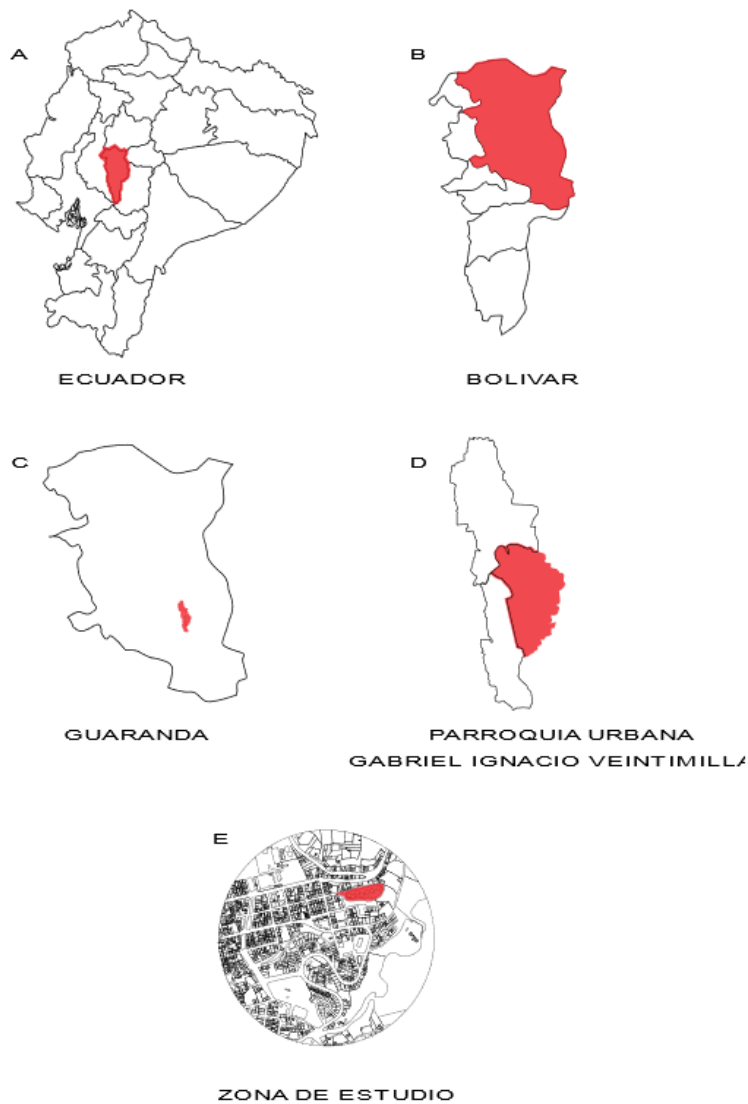 A
B
ECUADOR
BOLIVAR
C
D
GUARANDA
PARROQUIA URBANA
GABRIEL IGNACIO VEINTIMILLA
E
ZONA DE ESTUDIO